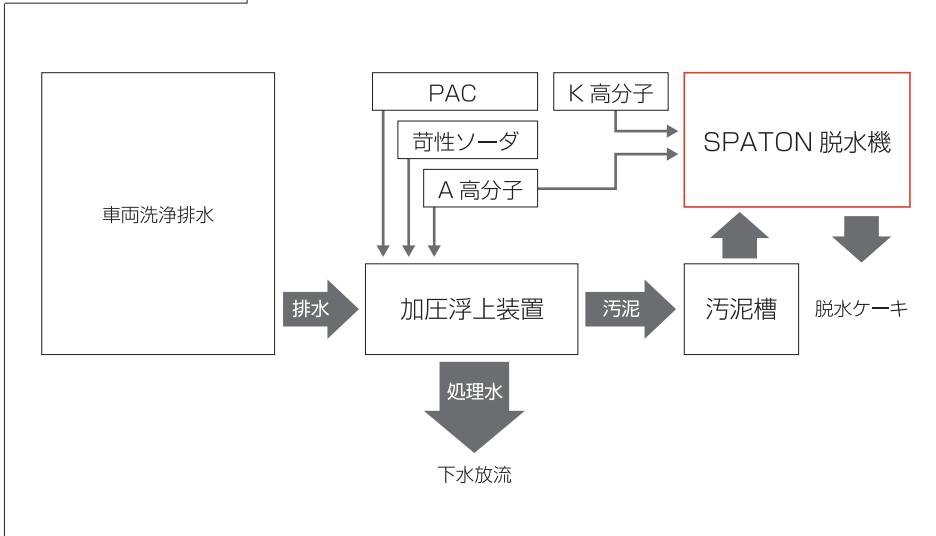 PAC
K 高分子
苛性ソーダ
A 高分子
SPATON 脱水機
車両洗浄排水
排水
加圧浮上装置
汚泥
汚泥槽
脱水ケーキ
処理水
下水放流